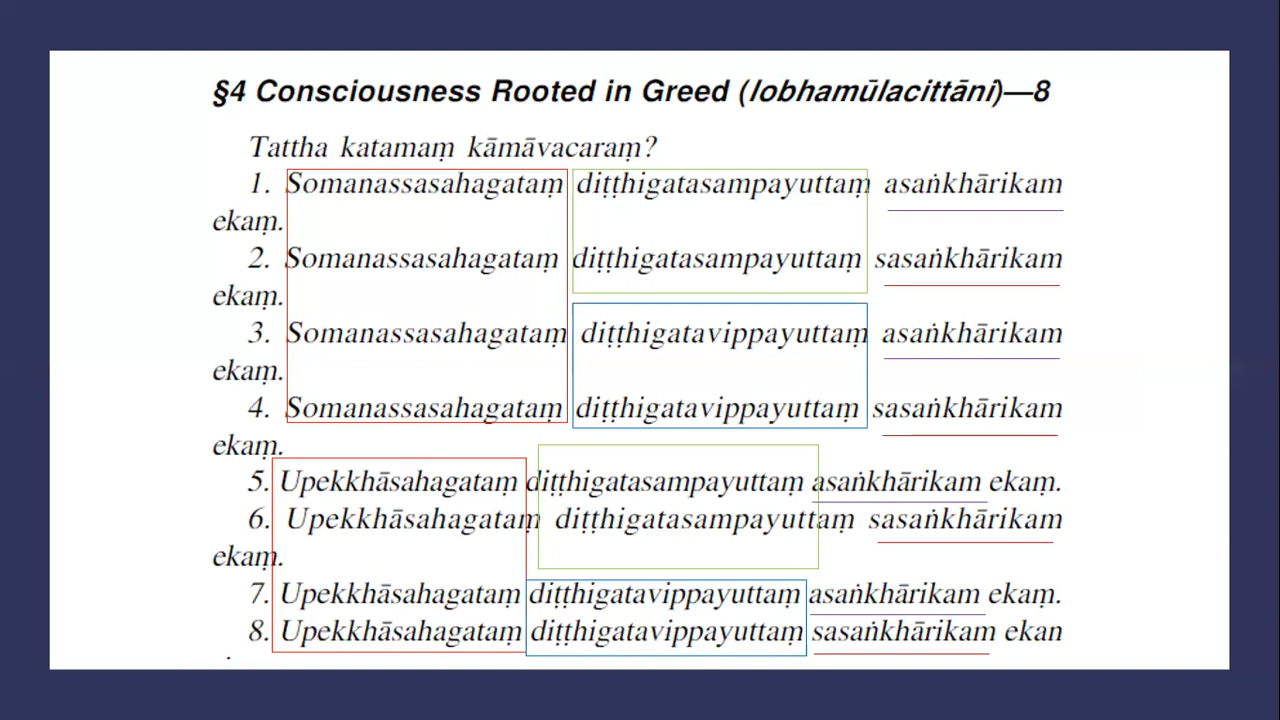 §4 Consciousness Rooted in Greed (lobhamūlacittāni)—8
Tattha katamaṃ kāmāvacaraṃ?
1. Somanassasahagataṃ diṭṭhigatasampayuttaṃ asaṅkhārikam
ekaṃ.
2. Somanassasahagataṃ diṭṭhigatasampayuttaṃ sasaṅkhārikam
ekaṃ.
3. Somanassasahagataṃ diṭṭhigatavippayuttaṃ asaṅkhārikam
ekaṃ.
4. Somanassasahagataṃ diṭṭhigatavippayuttaṃ sasaṅkhārikam
ekaṃ.
5. Upekkhāsahagataṃ diṭṭhigatasampayuttaṃ asaṅkhārikam ekaṃ.
6. Upekkhāsahagataṃ diṭṭhigatasampayuttaṃ sasaṅkhārikam
ekaṃ.
7. Upekkhāsahagataṃ diṭṭhigatavippayuttaṃ asaṅkhārikam ekaṃ.
8. Upekkhāsahagataṃ diṭṭhigatavippayuttaṃ sasaṅkhārikam ekan